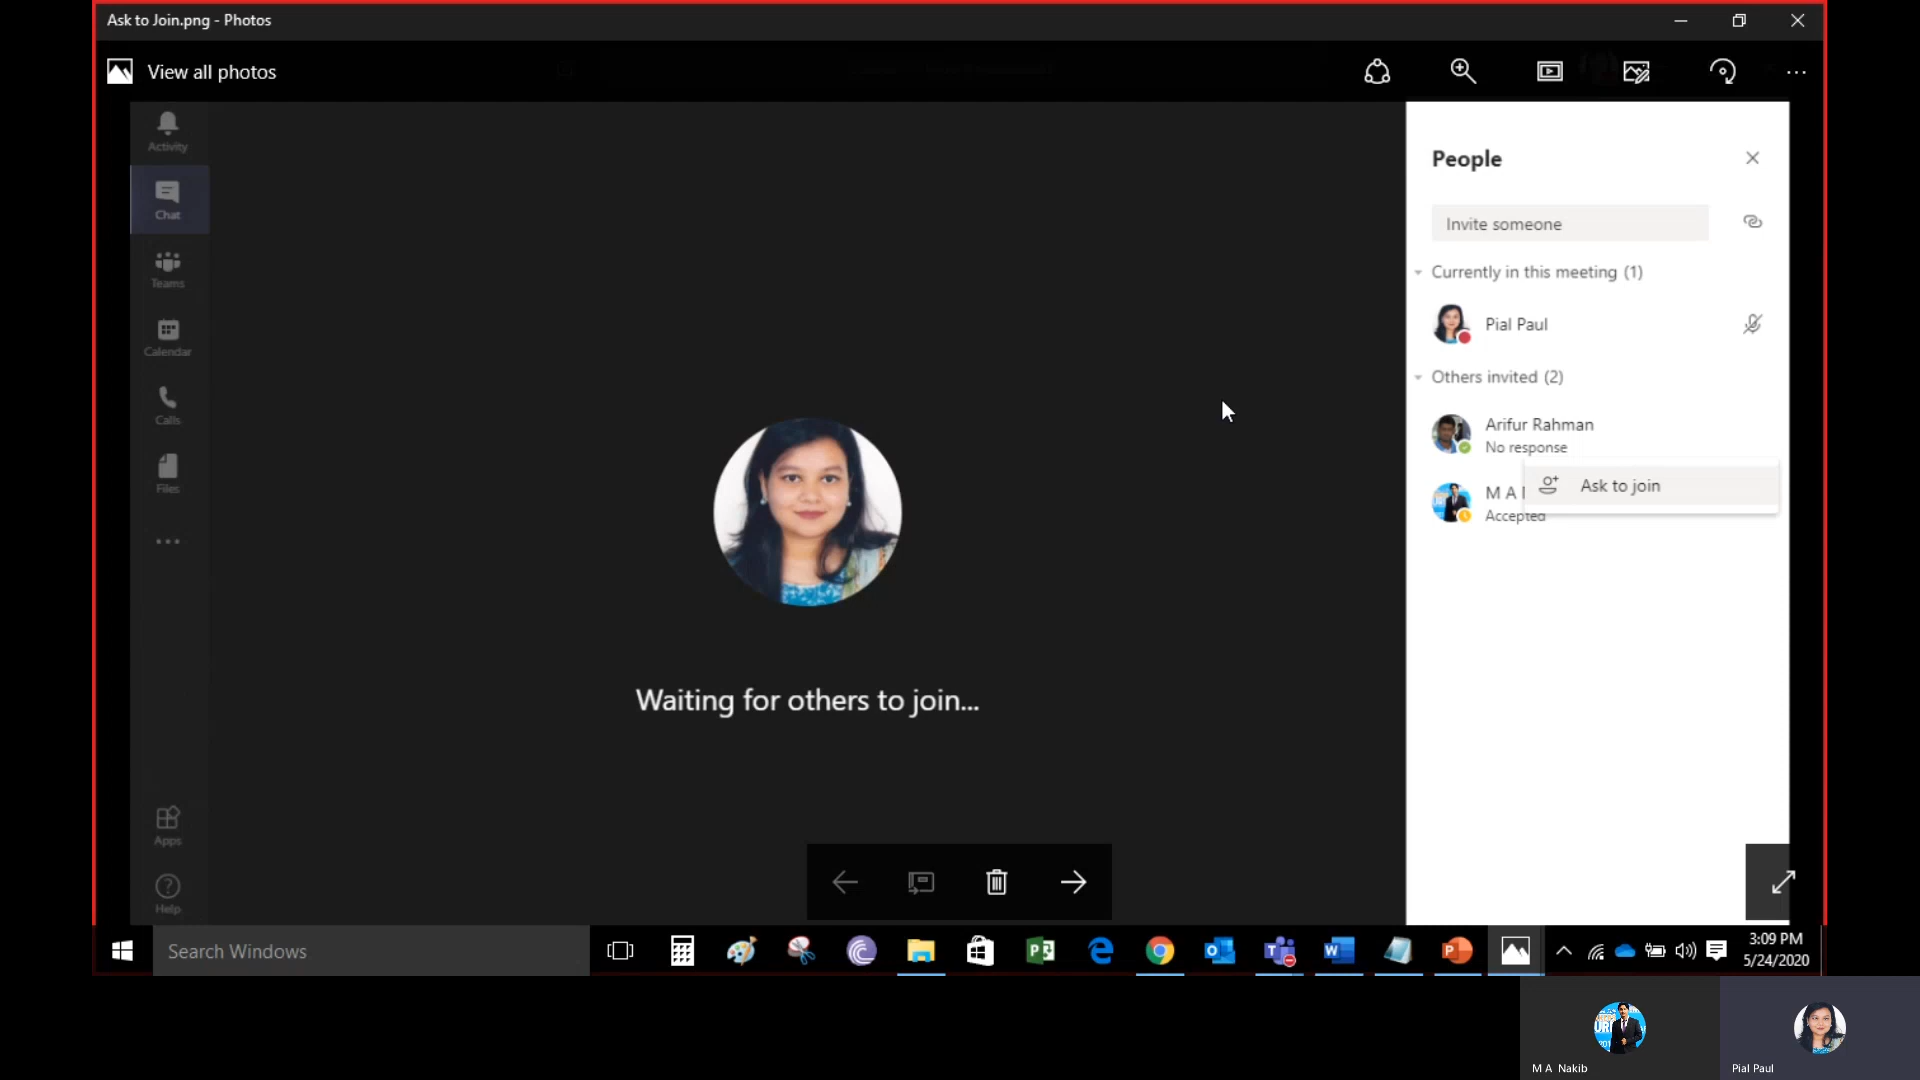 Ask to Join.png - Photos
View all photos
Activity
Chat
Teams
Calendar
Calls
Files
Apps
Help
Waiting for others to join...
People
Invite someone
Currently in this meeting (1)
Pial Paul
Others invited (2)
Arifur Rahman
No response
M A
Ask to join
Accepted
Search Windows
3:09 PM
5/24/2020
M A Nakib
Pial Paul